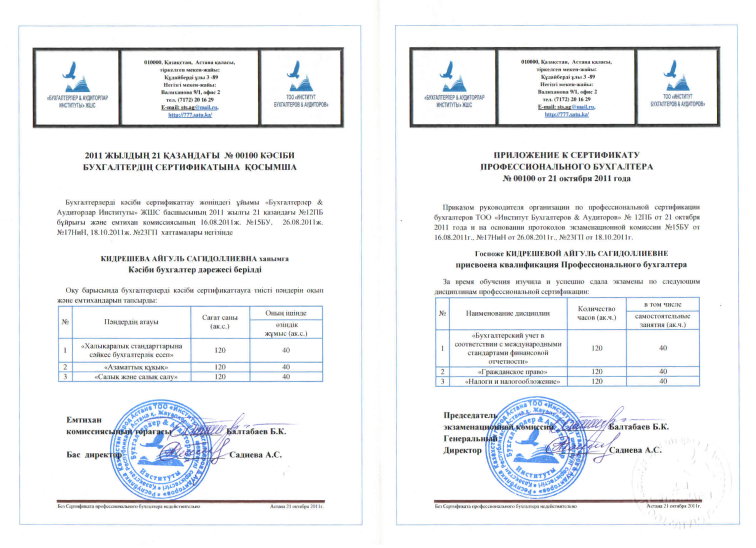 «БУХГАЛТЕРЛЕР & АУДИТОРЛАР
ИНСТИТУТЫ» ЖШС
010000, Қазақстан, Астана қаласы,
тіркелген мекен-жайы:
Құдайберді ұлы 3 -89
Негізгі мекен-жайы:
Валиханова 9/1, офис 2
тел. (7172) 20 16 29
E-mail: sts.ag@mail.ru,
http://777.satu.kz/
ТОО «ИНСТИТУТ
БУХГАЛТЕРОВ & АУДИТОРОВ»
2011 ЖЫЛДЫҢ 21 ҚАЗАНДАҒЫ № 00100 КӘСІБИ
БУХГАЛТЕРДІҢ СЕРТИФИКАТЫНА ҚОСЫМША
Бухгалтерлерді кәсіби сертификаттау жөніндегі ұйымы «Бухгалтерлер &
Аудиторлар Институты» ЖШС басшысының 2011 жылғы 21 қазандағы №12ПБ
бұйрығы және емтихан комиссиясының 16.08.2011ж. №15БУ, 26.08.2011ж.
№17НиН, 18.10.2011ж. №23ГП хаттамалары негізінде
КИДРЕШЕВА АЙГУЛЬ САГИДОЛЛИЕВНА ханымға
Кәсіби бухгалтер дәрежесі берілді
Оқу барысында бухгалтерлерді кәсіби сертификаттауға тиісті пәндерін оқып
және емтихандарын тапсырды:
№ Пәндердің атауы Сағат саны (ак.с.) Оның ішінде
өзіндік жұмыс (ак.с.)
1 «Халықаралық стандарттарына сәйкес бухгалтерлік есеп» 120 40
2 «Азаматтық құқық» 120 40
3 «Салық және салық салу» 120 40
Емтихан
комиссиясының төрағасы Балтабаев Б.К.
Бас директор Садиева А.С.
Без Сертификата профессионального бухгалтера недействительно Астана 21 октября 2011г.
«БУХГАЛТЕРЛЕР & АУДИТОРЛАР
ИНСТИТУТЫ» ЖШС
010000, Қазақстан, Астана қаласы,
тіркелген мекен-жайы:
Құдайберді ұлы 3 -89
Негізгі мекен-жайы:
Валиханова 9/1, офис 2
тел. (7172) 20 16 29
E-mail: sts.ag@mail.ru,
http://777.satu.kz/
ТОО «ИНСТИТУТ
БУХГАЛТЕРОВ & АУДИТОРОВ»
ПРИЛОЖЕНИЕ К СЕРТИФИКАТУ
ПРОФЕССИОНАЛЬНОГО БУХГАЛТЕРА
№ 00100 от 21 октября 2011 года
Приказом руководителя организации по профессиональной сертификации
бухгалтеров ТОО «Институт Бухгалтеров & Аудиторов» № 12ПБ от 21 октября
2011 года и на основании протоколов экзаменационной комиссии №15БУ от
16.08.2011г., №17НиН от 26.08.2011г., №23ГП от 18.10.2011г.
Госпоже КИДРЕШЕВОЙ АЙГУЛЬ САГИДОЛЛИЕВНЕ
присвоена квалификация Профессионального бухгалтера
За время обучения изучила и успешно сдала экзамены по следующим
дисциплинам профессиональной сертификации:
№ Наименование дисциплин Количество часов (ак.ч.) в том числе
самостоятельные занятия (ак.ч.)
1 «Бухгалтерский учет в соответствии с международными стандартами финансовой отчетности» 120 40
2 «Гражданское право» 120 40
3 «Налоги и налогообложение» 120 40
Председатель
экзаменационной комиссии Балтабаев Б.К.
Генеральный
Директор Садиева А.С.
Без Сертификата профессионального бухгалтера недействительно Астана 21 октября 2011г.